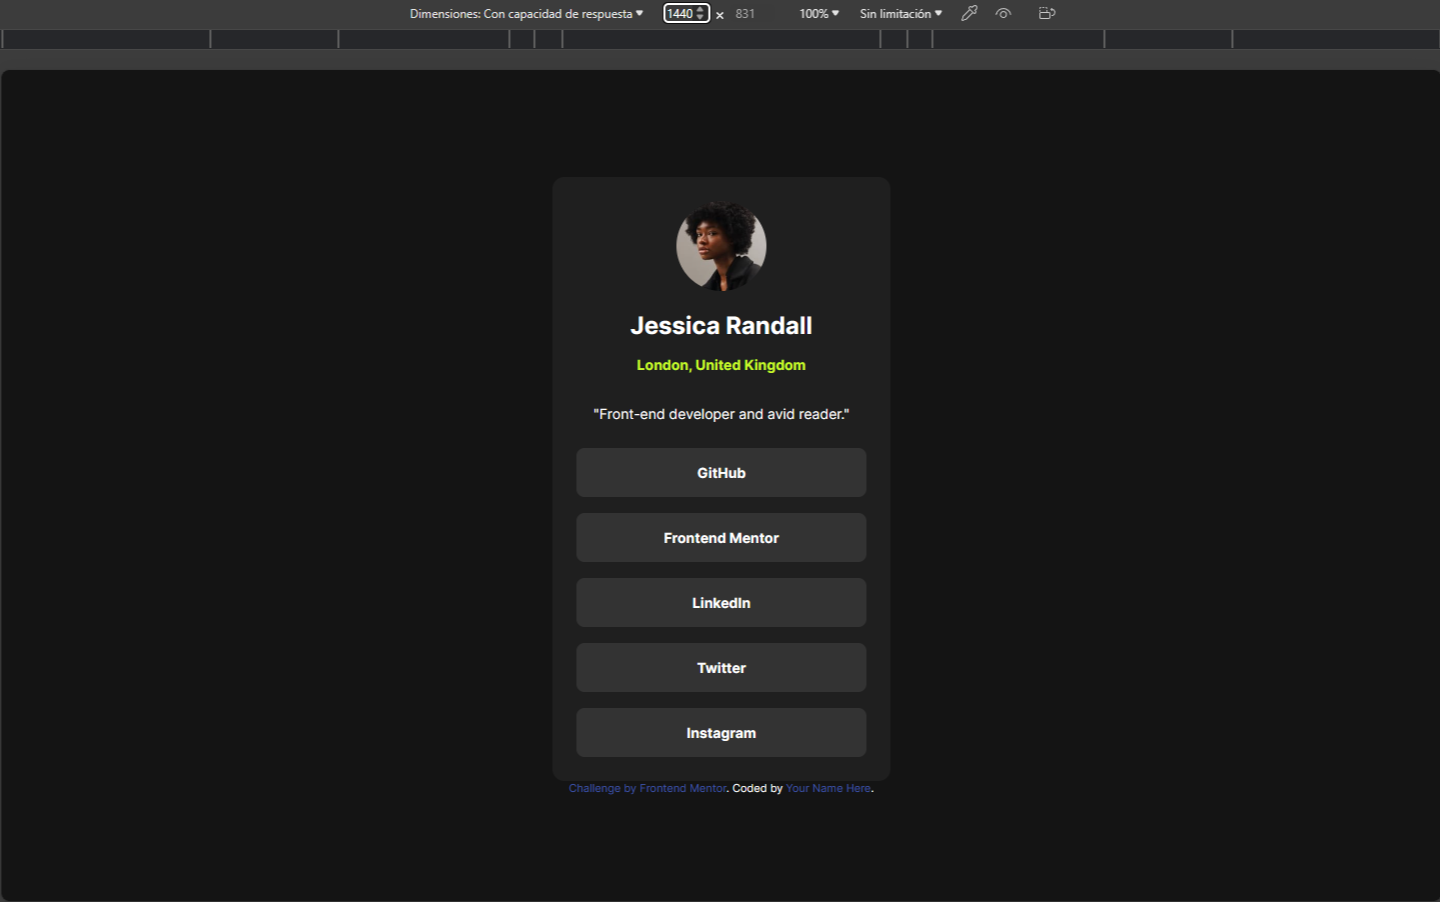 Dimensiones: Con capacidad de respuesta 1440 × 831 100% Sin limitación
Jessica Randall
London, United Kingdom
"Front-end developer and avid reader."
GitHub
Frontend Mentor
LinkedIn
Twitter
Instagram
Challenge by Frontend Mentor. Coded by Your Name Here.